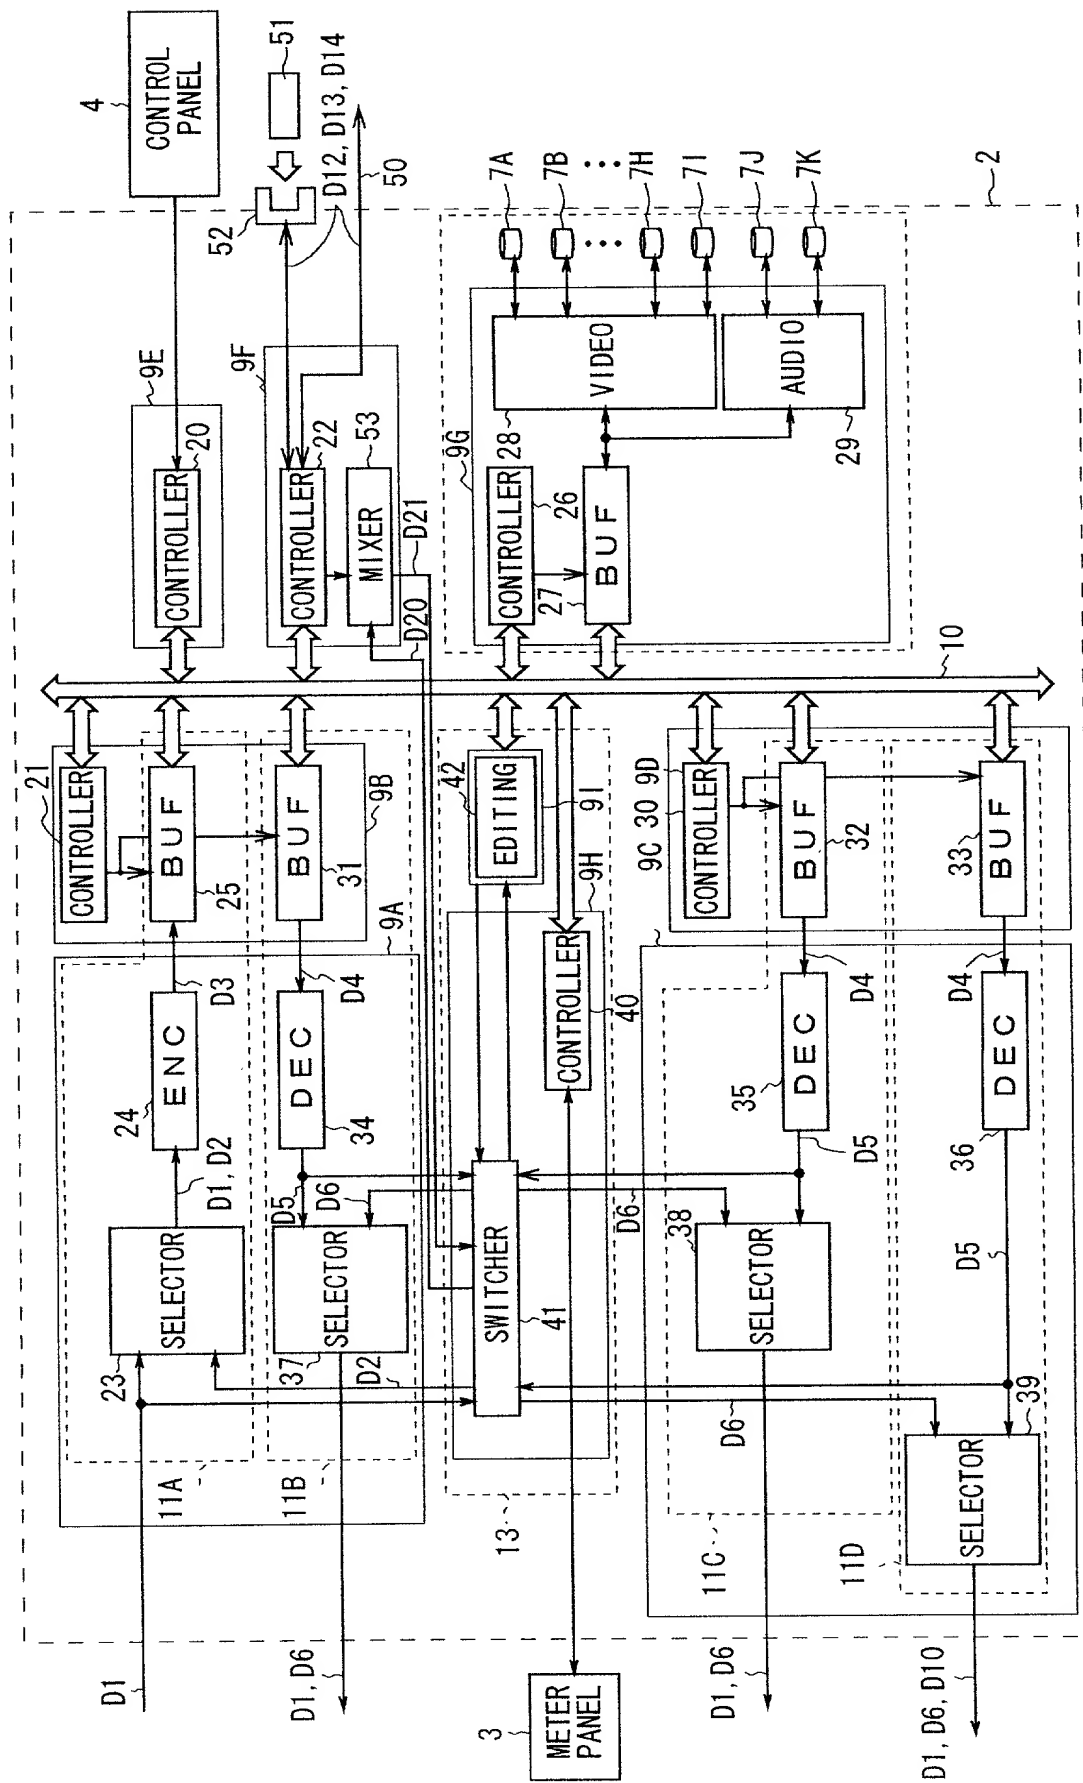 4
CONTROL
PANEL
51
52
D12, D13, D14
50
2
9E
20
CONTROLLER
9F
22
CONTROLLER
53
MIXER
D21
D20
7A
7B
7H
7I
7J
7K
9G
28
VIDEO
AUDIO
29
CONTROLLER
26
27
BUF
10
21
CONTROLLER
BUF
25
BUF
31
9B
9A
42
EDITING
9I
9H
9C
30
9D
CONTROLLER
BUF
32
33
BUF
24
ENC
D3
D1, D2
DEC
34
D4
D5
D6
CONTROLLER
40
35
DEC
D4
D5
36
DEC
D4
D5
23
SELECTOR
37
SELECTOR
D2
SWITCHER
41
D6
38
SELECTOR
D6
39
SELECTOR
11A
11B
13
11C
11D
D1
D1, D6
3
METER
PANEL
D1, D6
D1, D6, D10